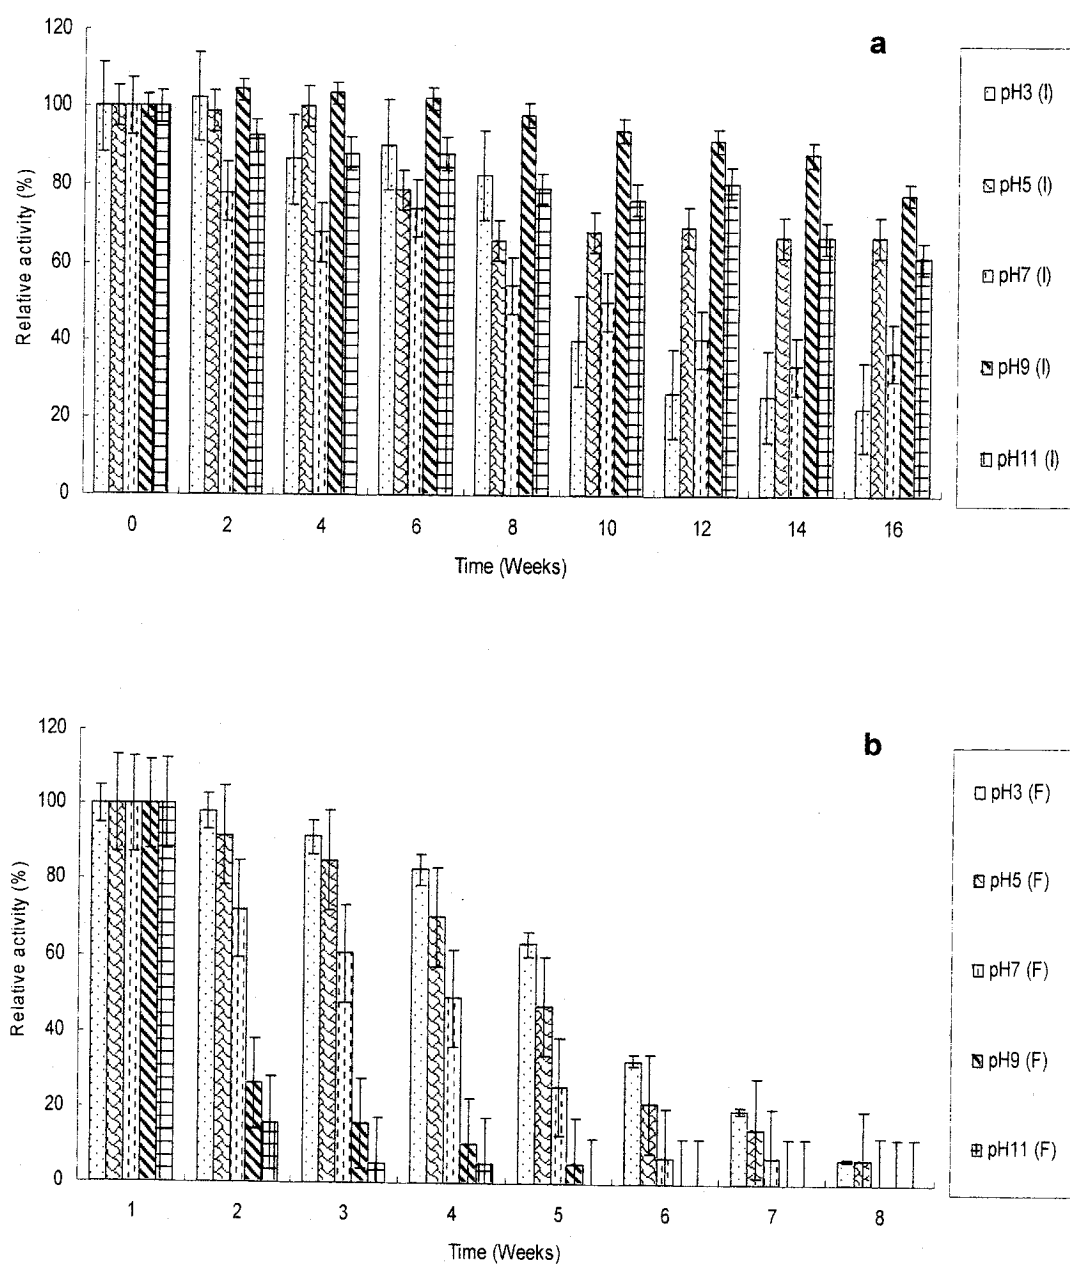 a
120
100
80
60
40
20
0
Relative activity (%)
0 2 4 6 8 10 12 14 16
Time (Weeks)
pH3 (I)
pH5 (I)
pH7 (I)
pH9 (I)
pH11 (I)
b
120
100
80
60
40
20
0
Relative activity (%)
1 2 3 4 5 6 7 8
Time (Weeks)
pH3 (F)
pH5 (F)
pH7 (F)
pH9 (F)
pH11 (F)